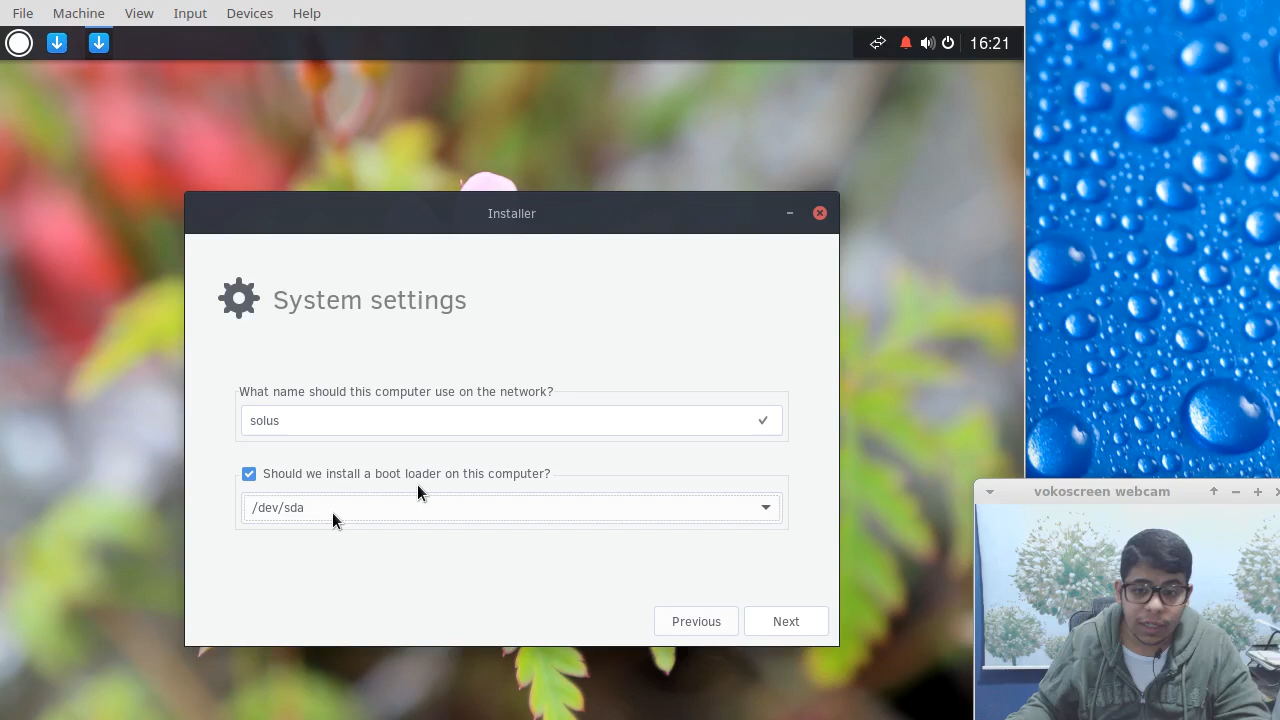 File Machine View Input Devices Help
16:21
Installer
System settings
What name should this computer use on the network?
solus
Should we install a boot loader on this computer?
/dev/sda
Previous Next
vokoscreen webcam